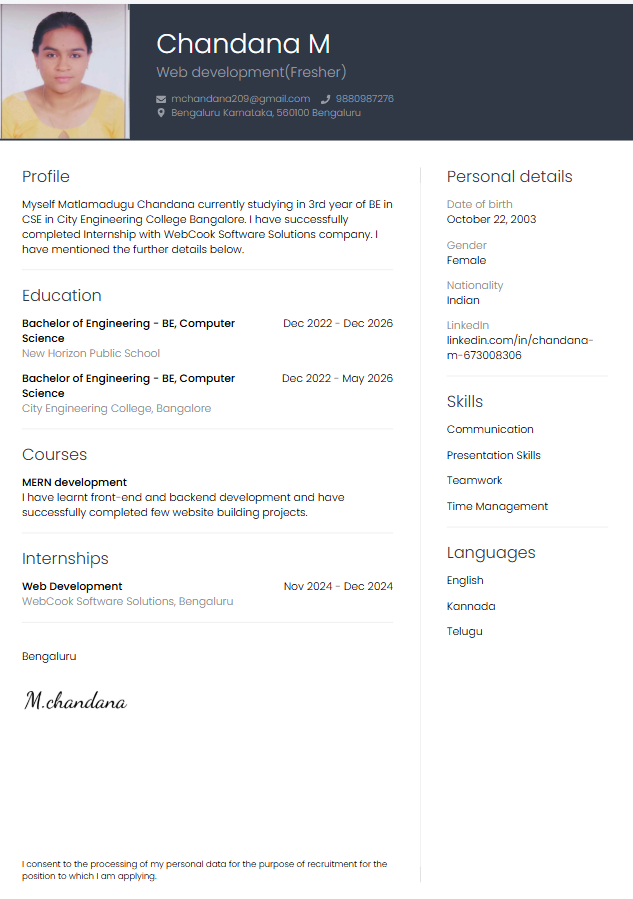 Chandana M
Web development(Fresher)
mchandana209@gmail.com 9880987276
Bengaluru Karnataka, 560100 Bengaluru
Profile
Myself Matlamadugu Chandana currently studying in 3rd year of BE in
CSE in City Engineering College Bangalore. I have successfully
completed Internship with WebCook Software Solutions company. I
have mentioned the further details below.
Education
Bachelor of Engineering - BE, Computer Dec 2022 - Dec 2026
Science
New Horizon Public School
Bachelor of Engineering - BE, Computer Dec 2022 - May 2026
Science
City Engineering College, Bangalore
Courses
MERN development
I have learnt front-end and backend development and have
successfully completed few website building projects.
Internships
Web Development Nov 2024 - Dec 2024
WebCook Software Solutions, Bengaluru
Bengaluru
M.chandana
I consent to the processing of my personal data for the purpose of recruitment for the
position to which I am applying.
Personal details
Date of birth
October 22, 2003
Gender
Female
Nationality
Indian
LinkedIn
linkedin.com/in/chandana-
m-673008306
Skills
Communication
Presentation Skills
Teamwork
Time Management
Languages
English
Kannada
Telugu